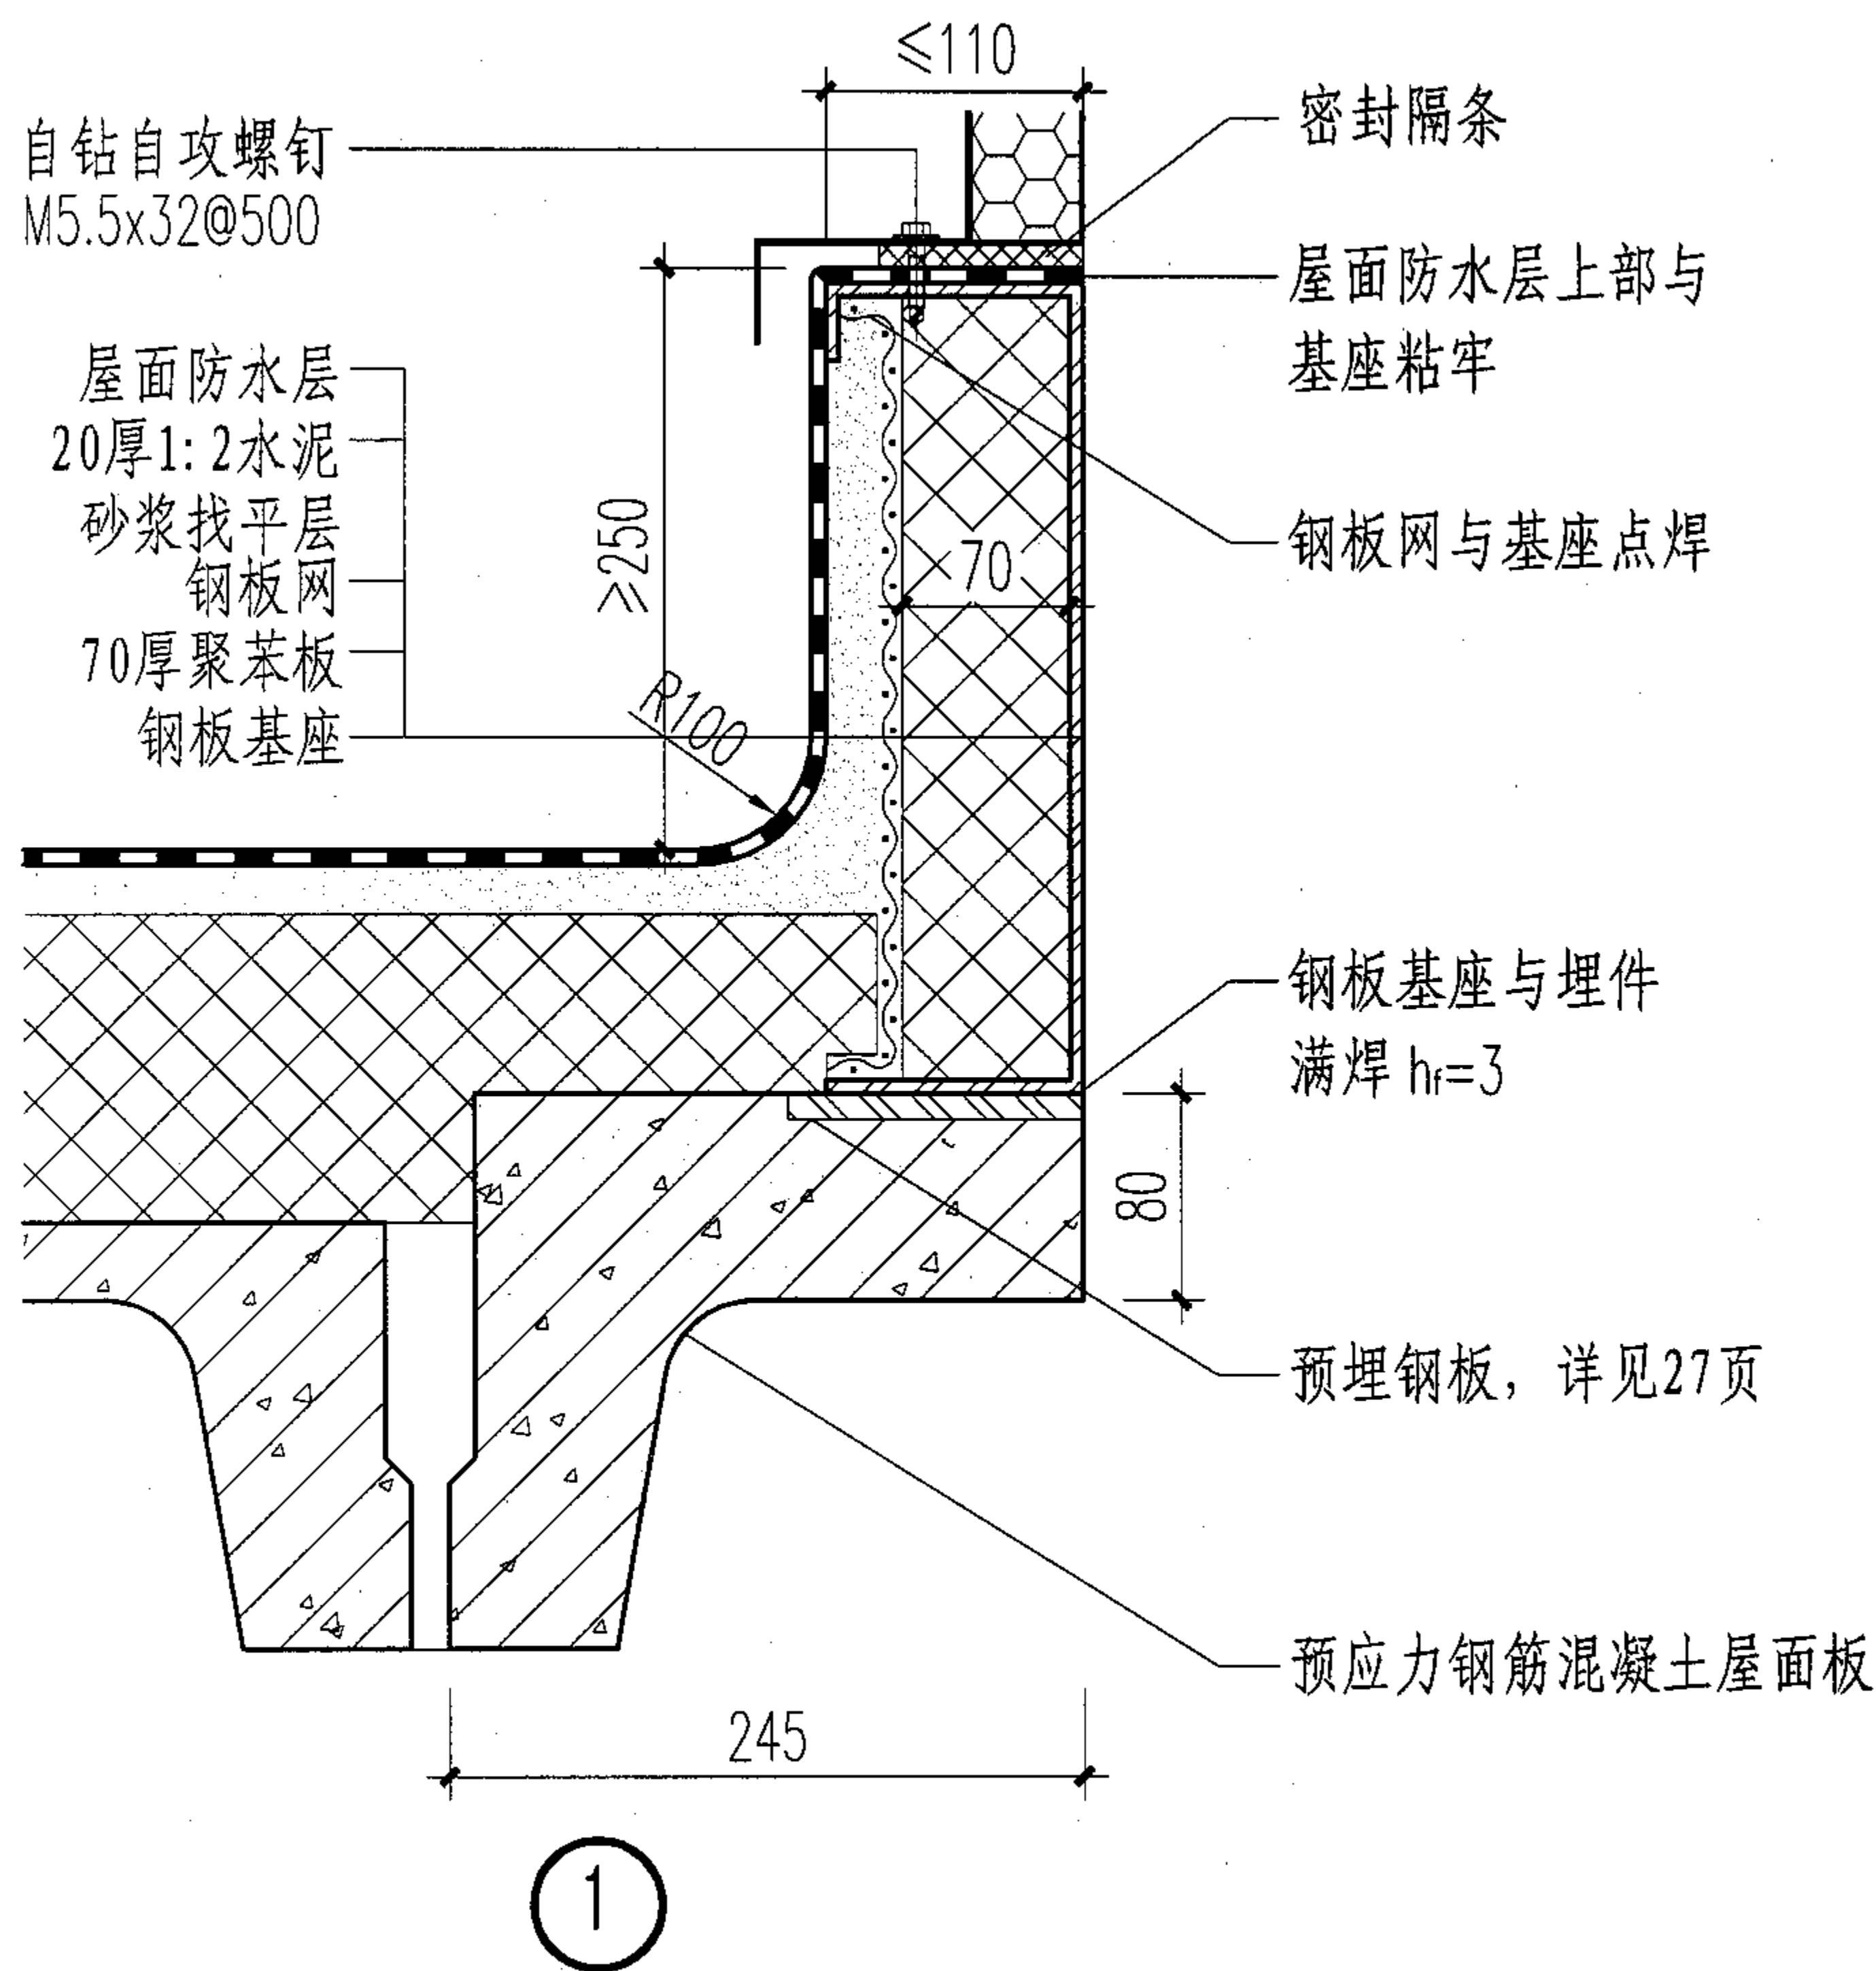 ≤110
密封隔条
自钻自攻螺钉
M5.5x32@500
屋面防水层上部与
基座粘牢
屋面防水层
20厚1:2水泥
砂浆找平层
钢板网
70厚聚苯板
钢板基座
≥250
70
R100
钢板网与基座点焊
钢板基座与埋件
满焊 hf=3
80
预埋钢板，详见27页
预应力钢筋混凝土屋面板
245
1